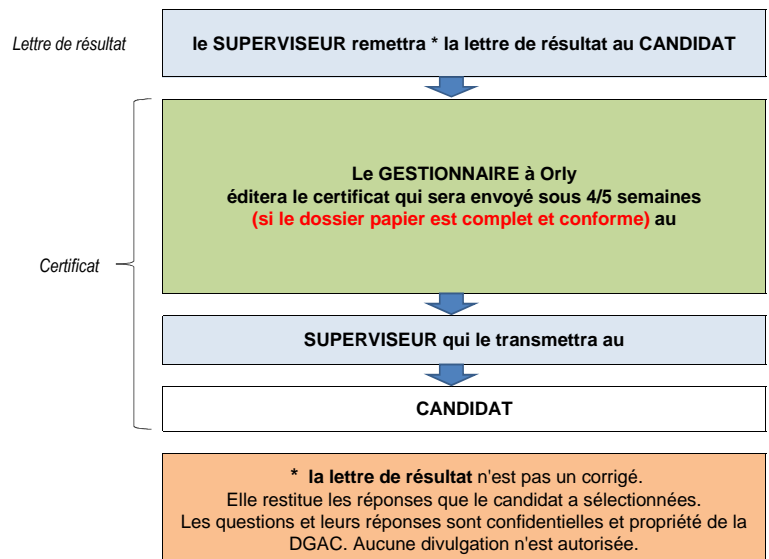 Lettre de résultat
le SUPERVISEUR remettra * la lettre de résultat au CANDIDAT
Le GESTIONNAIRE à Orly
éditera le certificat qui sera envoyé sous 4/5 semaines
(si le dossier papier est complet et conforme) au
Certificat
SUPERVISEUR qui le transmettra au
CANDIDAT
* la lettre de résultat n'est pas un corrigé.
Elle restitue les réponses que le candidat a sélectionnées.
Les questions et leurs réponses sont confidentielles et propriété de la
DGAC. Aucune divulgation n'est autorisée.